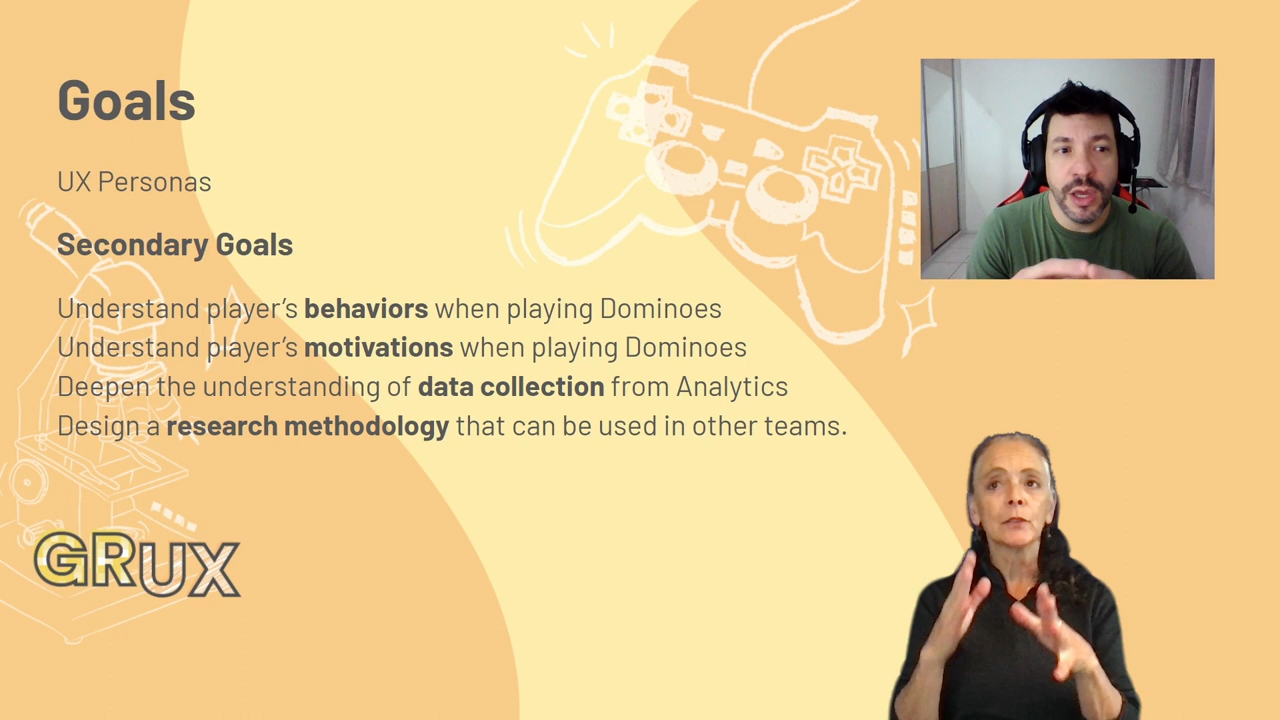 Goals
UX Personas
Secondary Goals
Understand player’s behaviors when playing Dominoes
Understand player’s motivations when playing Dominoes
Deepen the understanding of data collection from Analytics
Design a research methodology that can be used in other teams.
GRUX